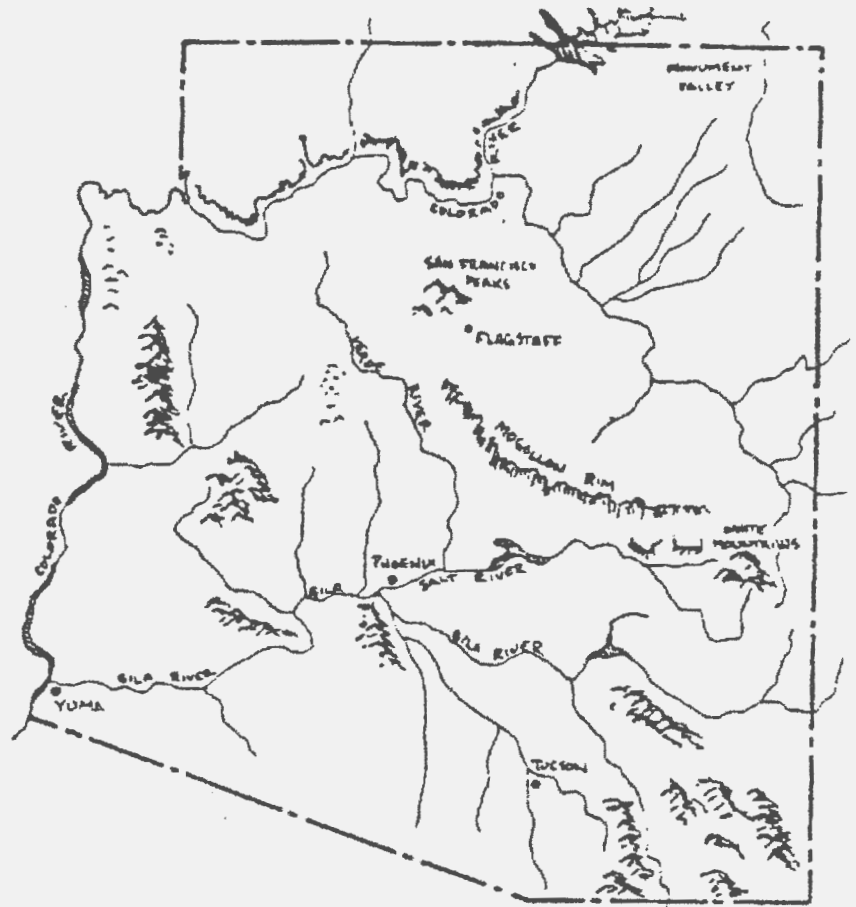 MONUMENT
VALLEY
RIVER
COLORADO
SAN FRANCISCO
PEAKS
FLAGSTAFF
VERDE
RIVER
MOGOLLON RIM
RIVER
COLORADO
WHITE
MOUNTAINS
PHOENIX
SALT RIVER
GILA
GILA RIVER
GILA RIVER
YUMA
TUCSON